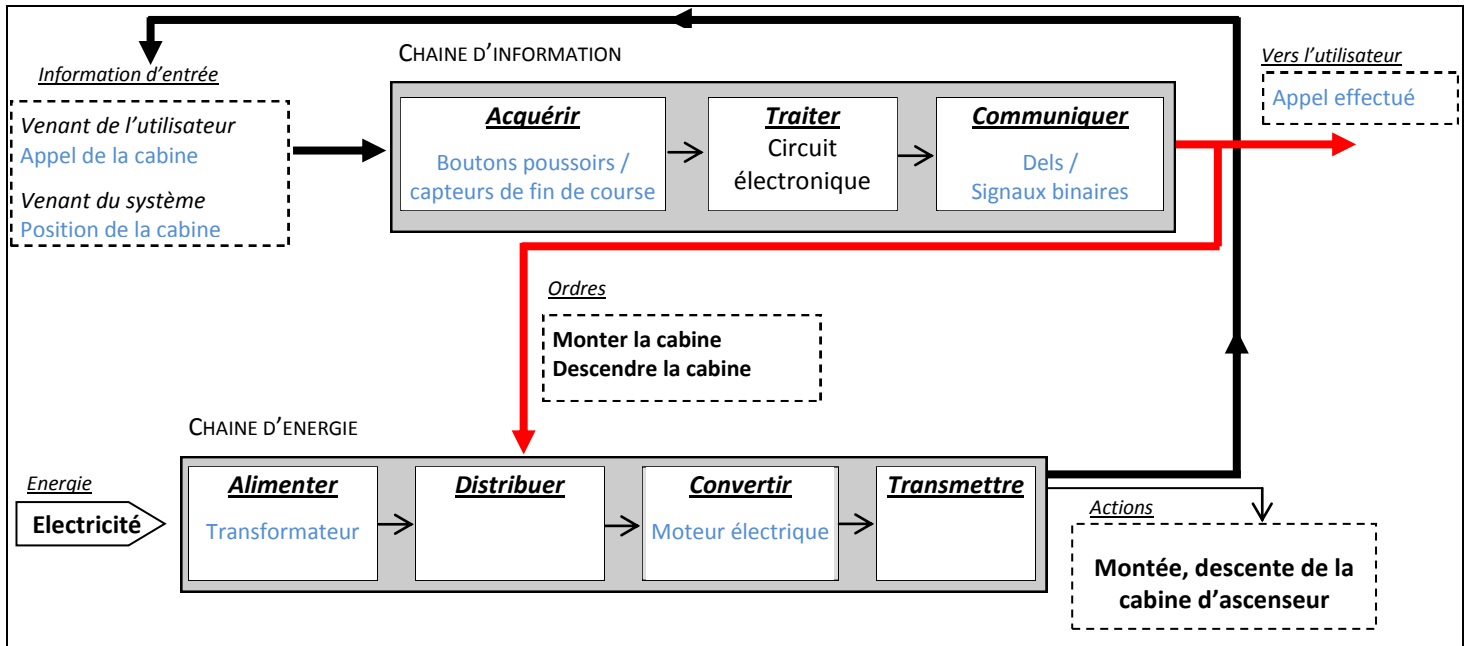 CHAINE D'INFORMATION
Information d'entrée
Venant de l'utilisateur
Appel de la cabine
Venant du système
Position de la cabine
Acquérir
Boutons poussoirs /
capteurs de fin de course
Traiter
Circuit
électronique
Communiquer
Dels /
Signaux binaires
Vers l'utilisateur
Appel effectué
Ordres
Monter la cabine
Descendre la cabine
CHAINE D'ENERGIE
Energie
Electricité
Alimenter
Transformateur
Distribuer
Convertir
Moteur électrique
Transmettre
Actions
Montée, descente de la
cabine d'ascenseur